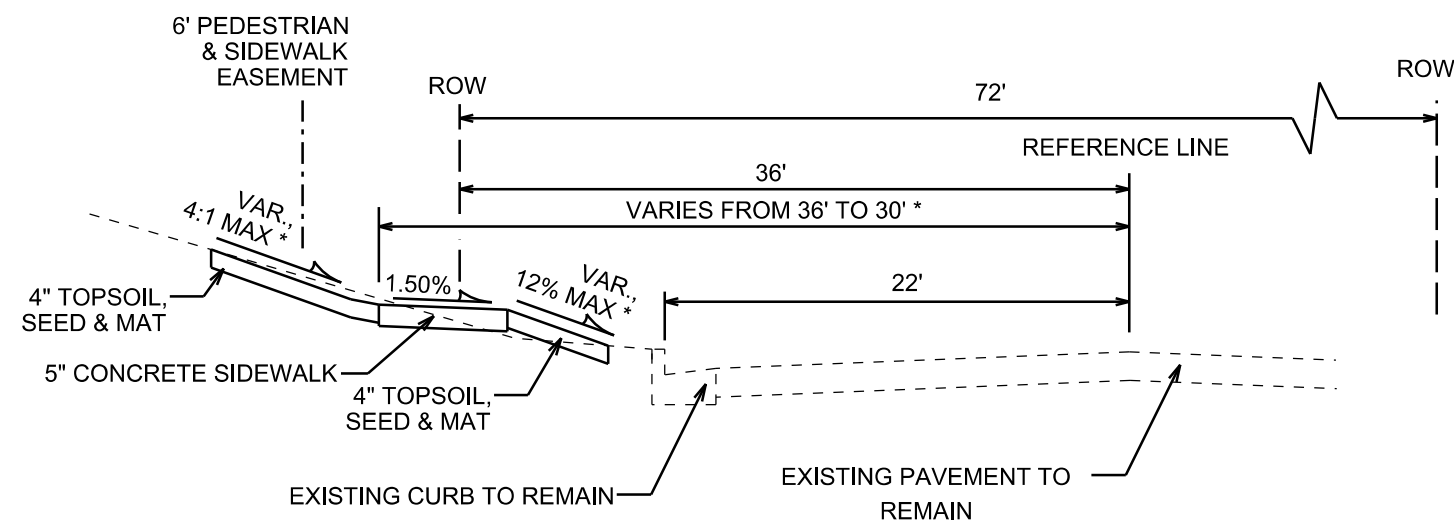 6' PEDESTRIAN
& SIDEWALK
EASEMENT
ROW
ROW
72'
REFERENCE LINE
36'
VARIES FROM 36' TO 30' *
VAR.,
4:1 MAX *
1.50%
VAR.,
12% MAX *
22'
4" TOPSOIL,
SEED & MAT
5" CONCRETE SIDEWALK
4" TOPSOIL,
SEED & MAT
EXISTING CURB TO REMAIN
EXISTING PAVEMENT TO
REMAIN